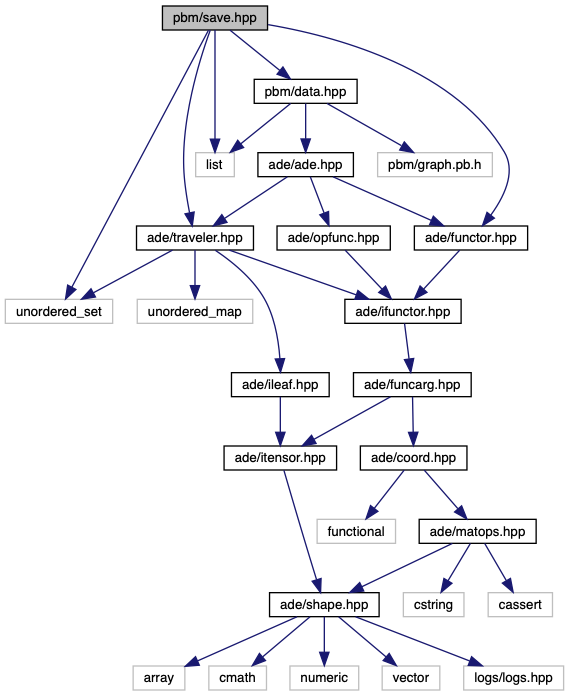 pbm/save.hpp
pbm/data.hpp
list
ade/ade.hpp
pbm/graph.pb.h
ade/traveler.hpp
ade/opfunc.hpp
ade/functor.hpp
unordered_set
unordered_map
ade/ifunctor.hpp
ade/ileaf.hpp
ade/funcarg.hpp
ade/itensor.hpp
ade/coord.hpp
functional
ade/matops.hpp
ade/shape.hpp
cstring
cassert
array
cmath
numeric
vector
logs/logs.hpp